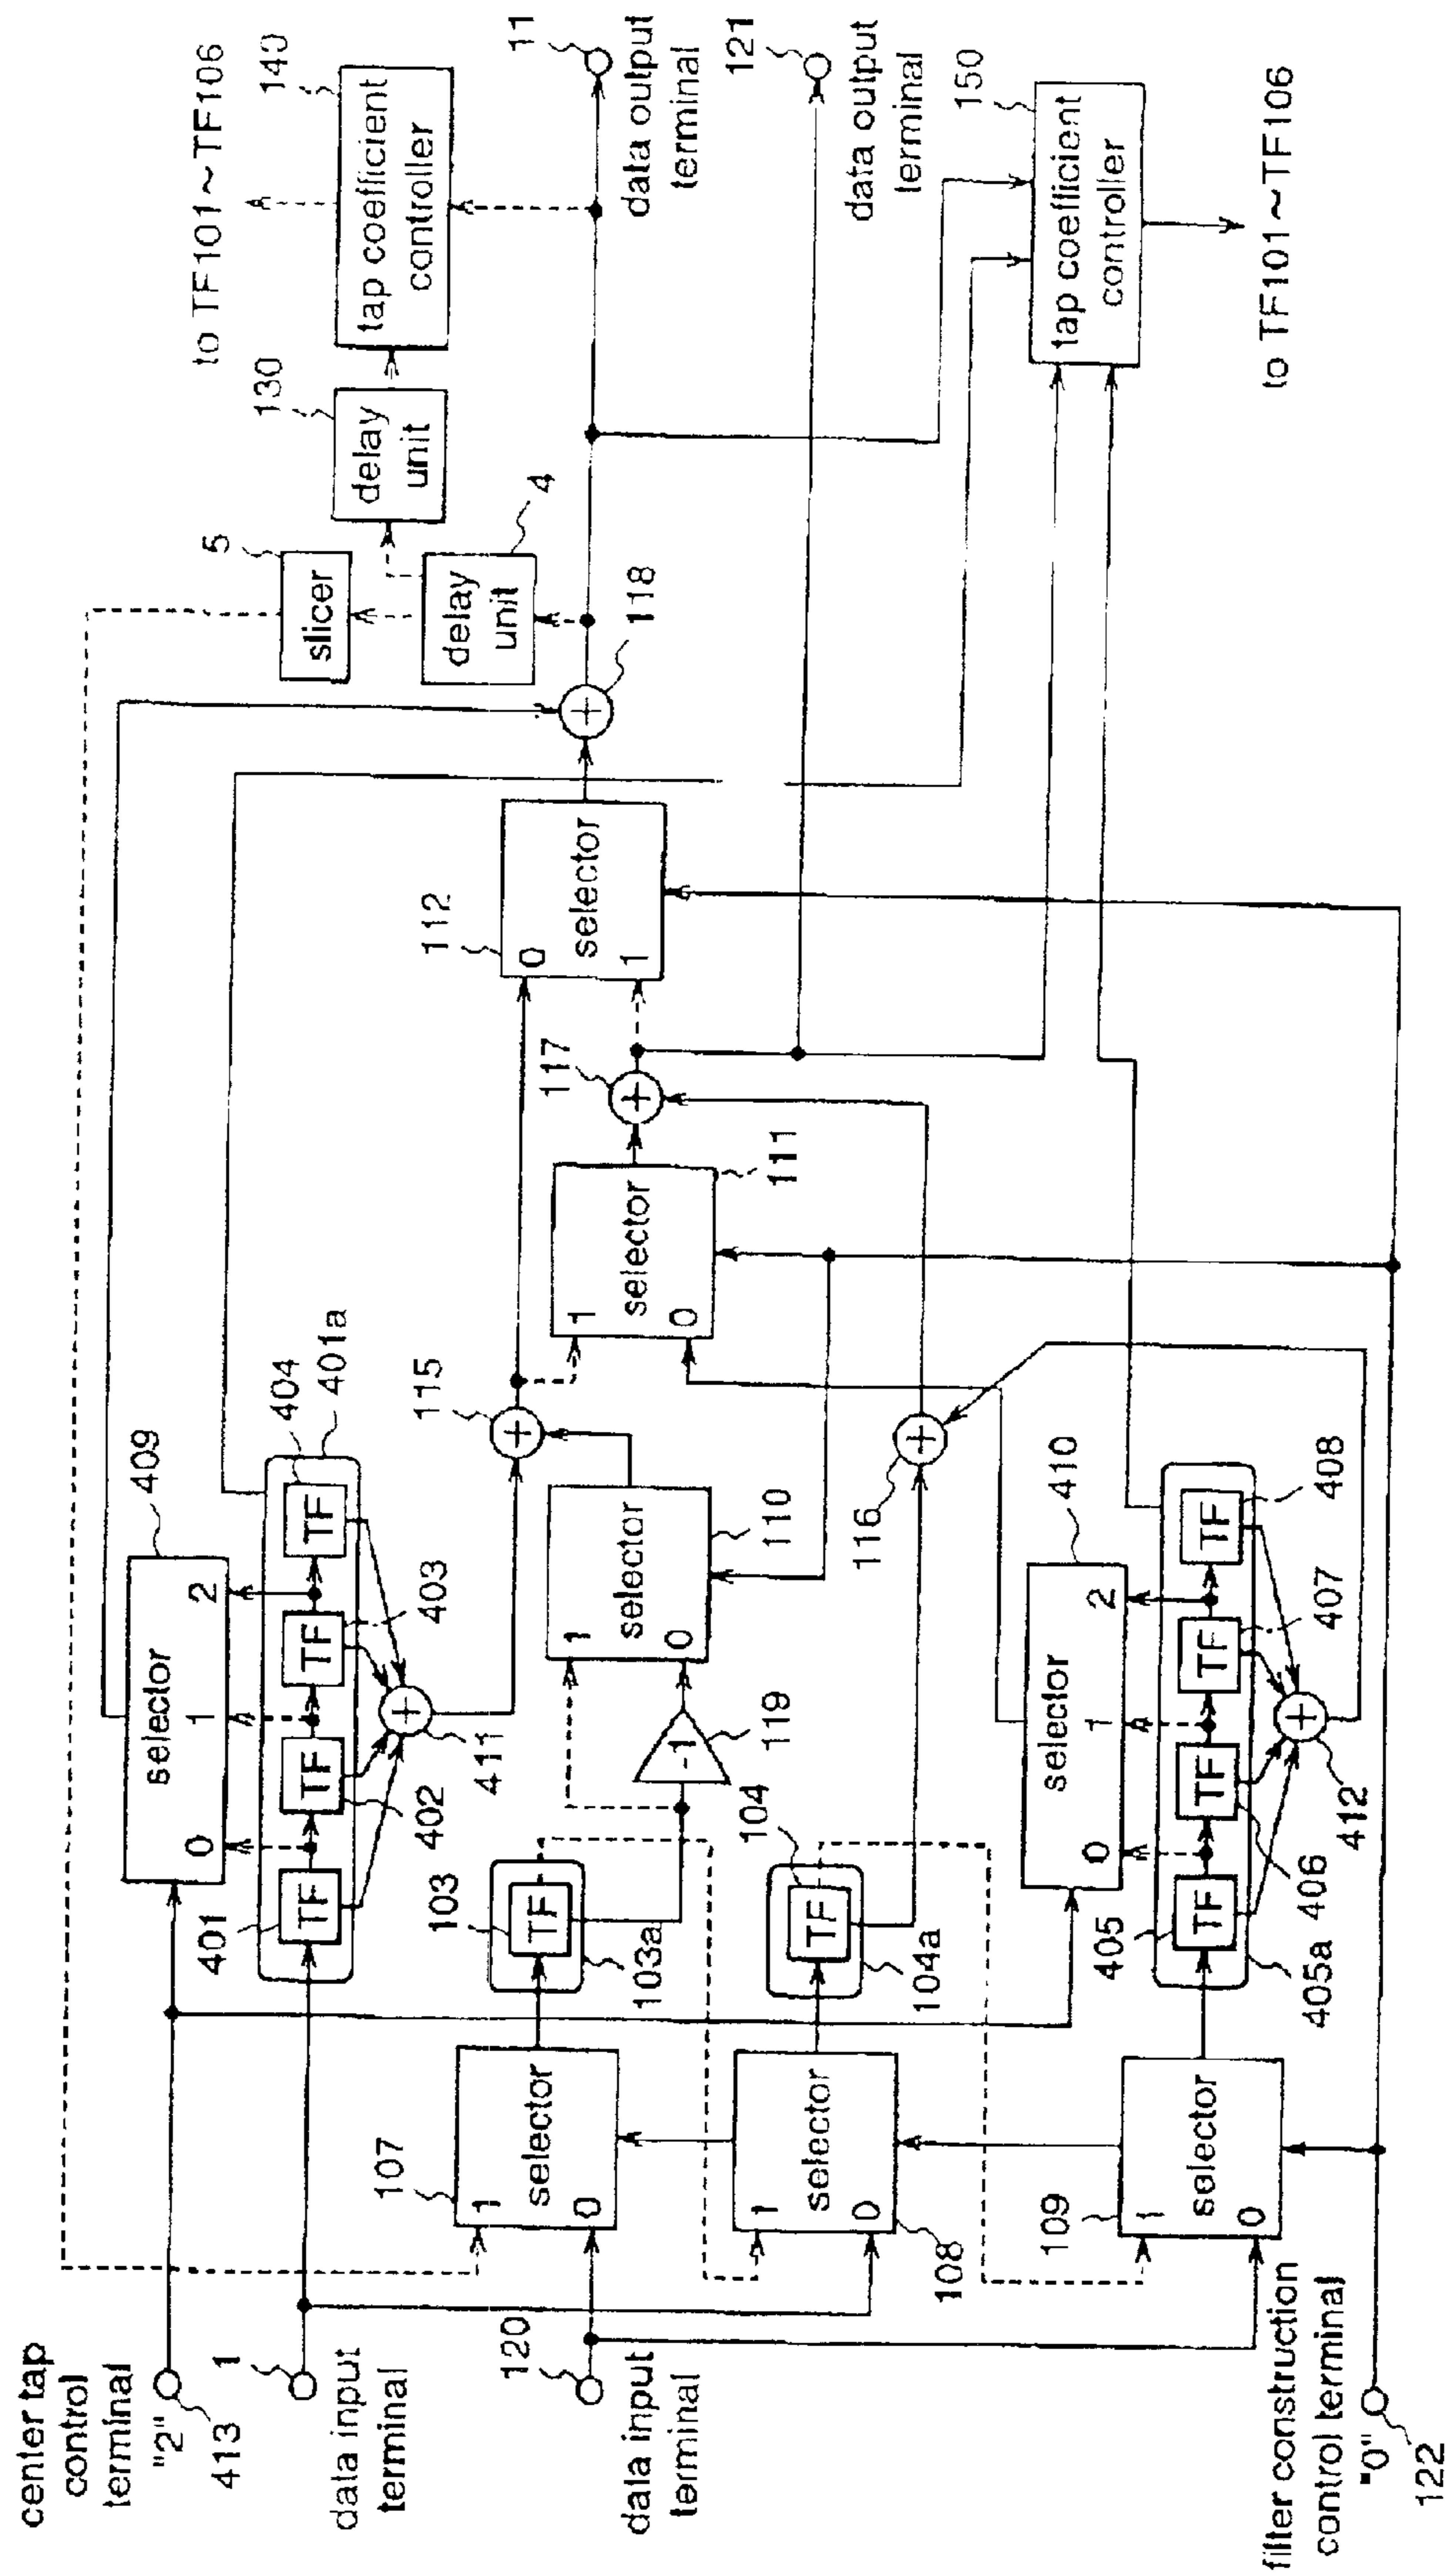 center tap
control
terminal
"2"
413
1
data input
terminal
120
data input
terminal
filter construction
control terminal
"0"
122
409
selector
0
1
2
401
TF
402
TF
403
TF
404
TF
401a
+
411
107
selector
1
0
103
TF
103a
108
selector
1
0
104
TF
104a
109
selector
1
0
-1
119
110
selector
1
0
115
+
116
+
410
selector
0
1
2
405
TF
406
TF
407
TF
408
TF
405a
+
412
111
selector
1
0
117
+
112
selector
0
1
118
+
4
delay
unit
5
slicer
130
delay
unit
140
tap coefficient
controller
to TF101~TF106
11
data output
terminal
121
data output
terminal
150
tap coefficient
controller
to TF101~TF106